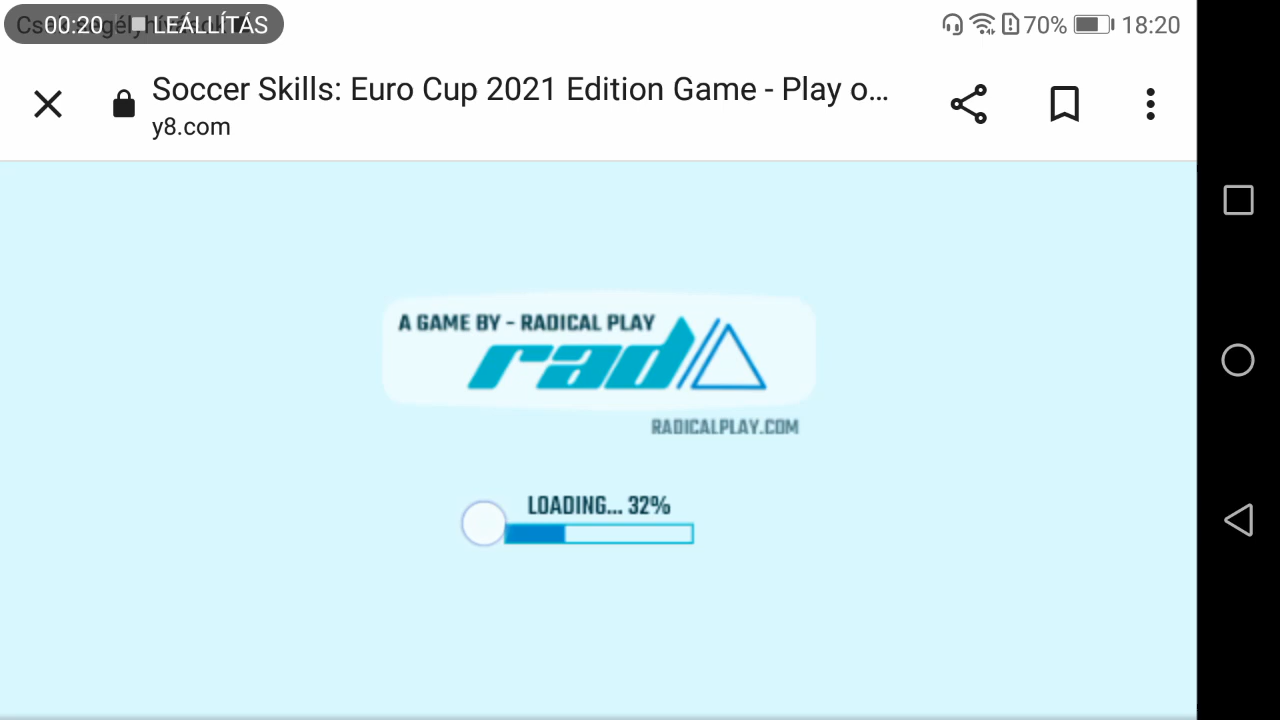 00:20 LEÁLLÍTÁS
70% 18:20
Soccer Skills: Euro Cup 2021 Edition Game - Play o...
y8.com
A GAME BY - RADICAL PLAY
rad
RADICALPLAY.COM
LOADING... 32%